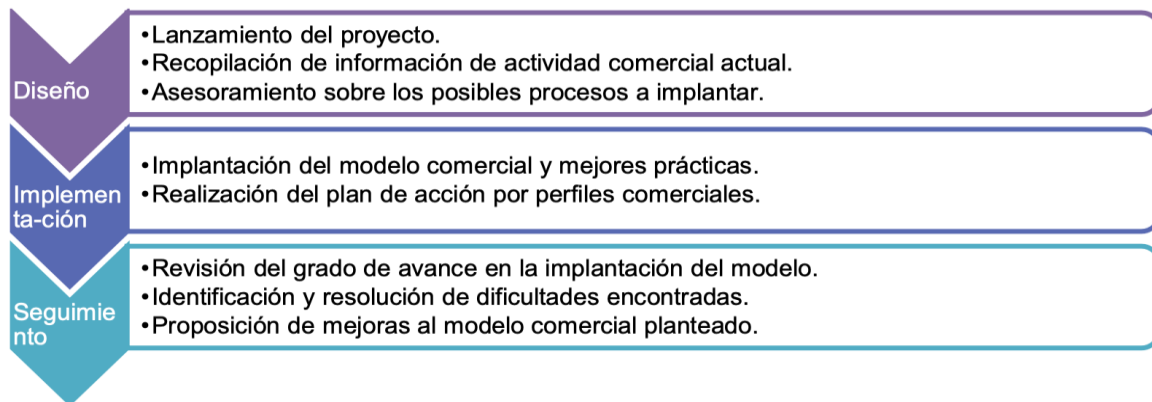 Diseño
•Lanzamiento del proyecto.
•Recopilación de información de actividad comercial actual.
•Asesoramiento sobre los posibles procesos a implantar.
Implemen
ta-ción
•Implantación del modelo comercial y mejores prácticas.
•Realización del plan de acción por perfiles comerciales.
Seguimie
nto
•Revisión del grado de avance en la implantación del modelo.
•Identificación y resolución de dificultades encontradas.
•Proposición de mejoras al modelo comercial planteado.